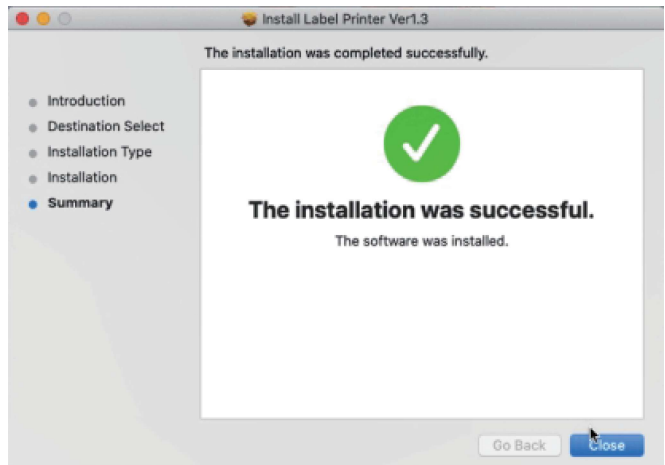 Install Label Printer Ver1.3
The installation was completed successfully.
Introduction
Destination Select
Installation Type
Installation
Summary
The installation was successful.
The software was installed.
Go Back
Close